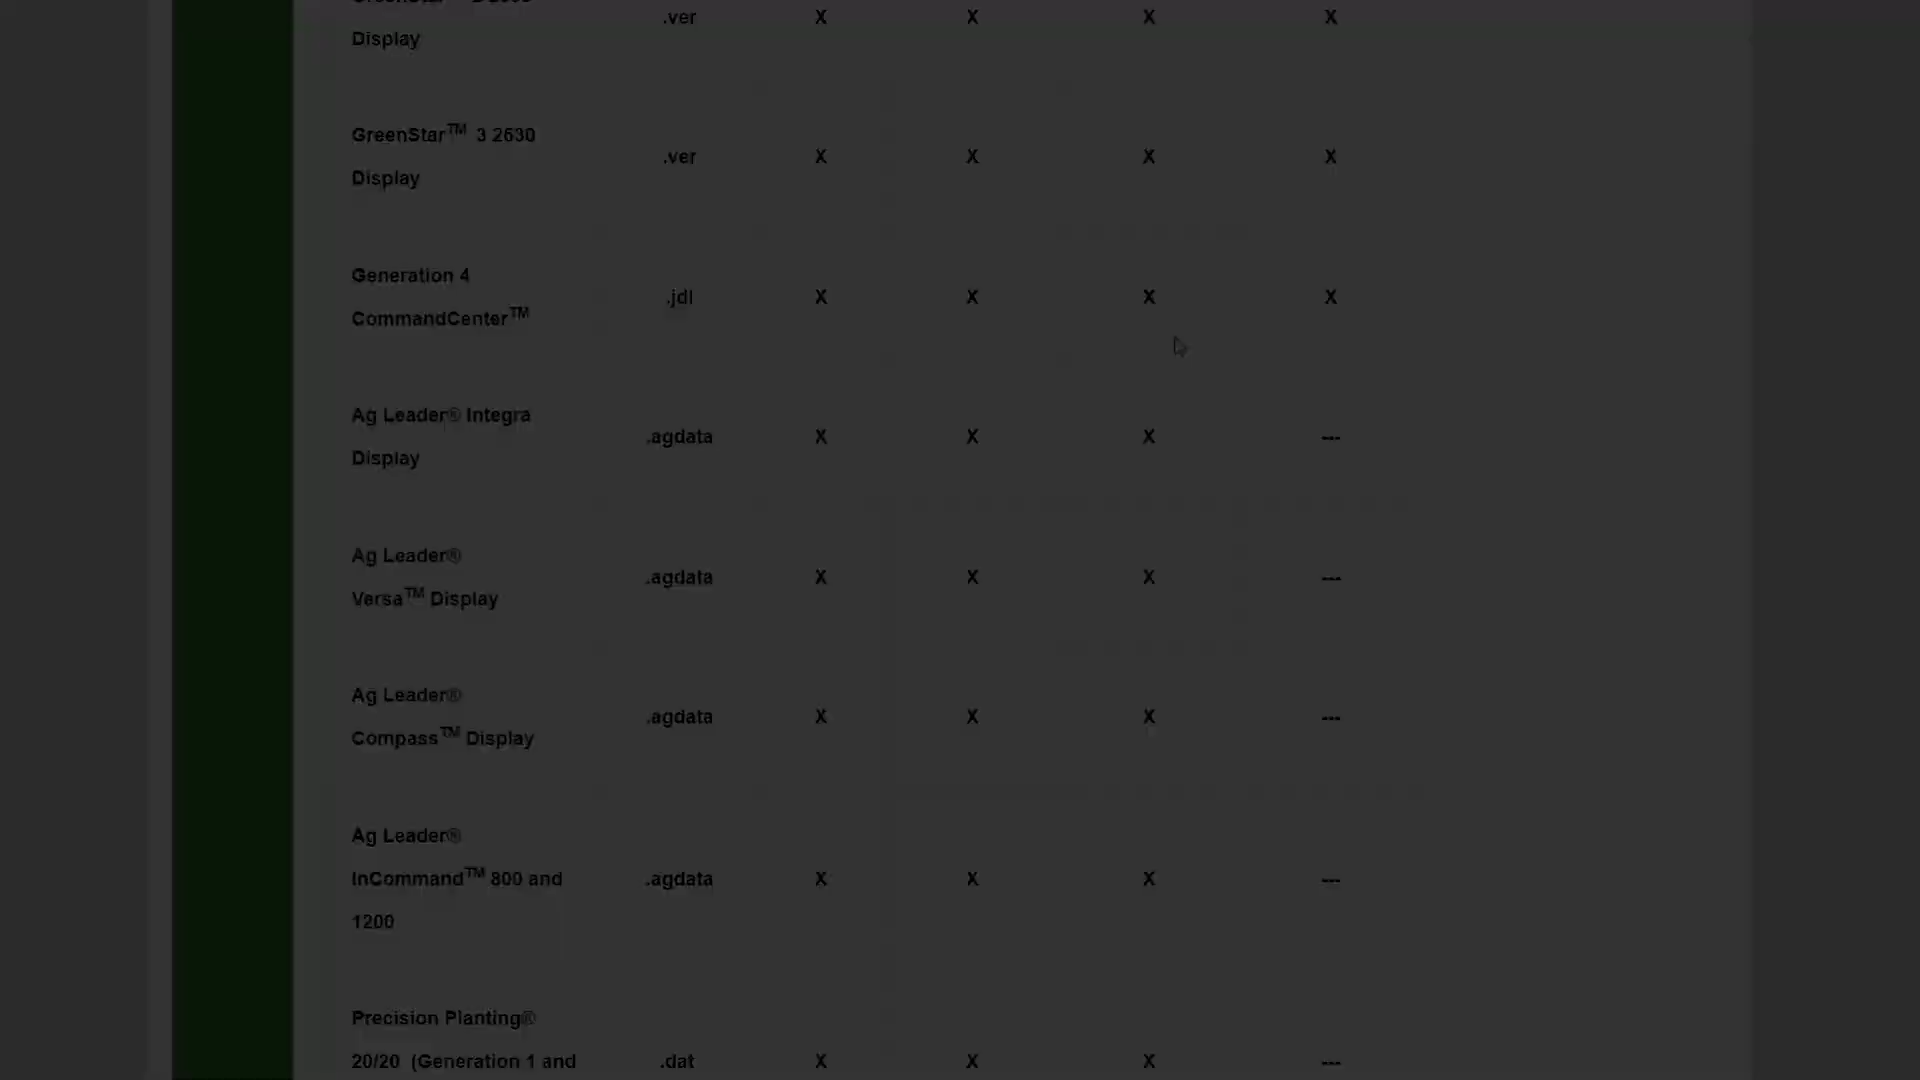 .ver X X X X
Display
GreenStar™ 3 2630
.ver X X X X
Display
Generation 4
.jdl X X X X
CommandCenter™
Ag Leader® Integra
.agdata X X X ---
Display
Ag Leader®
.agdata X X X ---
Versa™ Display
Ag Leader®
.agdata X X X ---
Compass™ Display
Ag Leader®
InCommand™ 800 and .agdata X X X ---
1200
Precision Planting®
20/20 (Generation 1 and .dat X X X ---